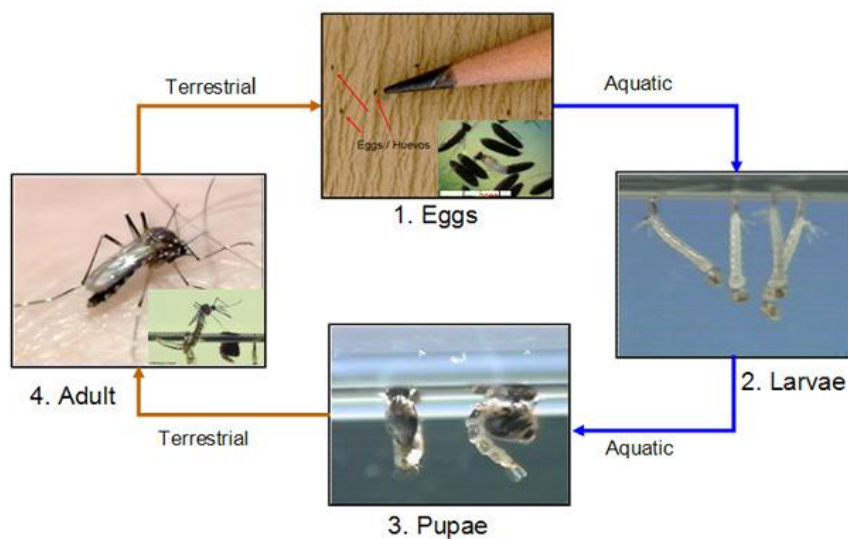 Terrestrial
Aquatic
Eggs / Huevos
1. Eggs
4. Adult
2. Larvae
Terrestrial
Aquatic
3. Pupae